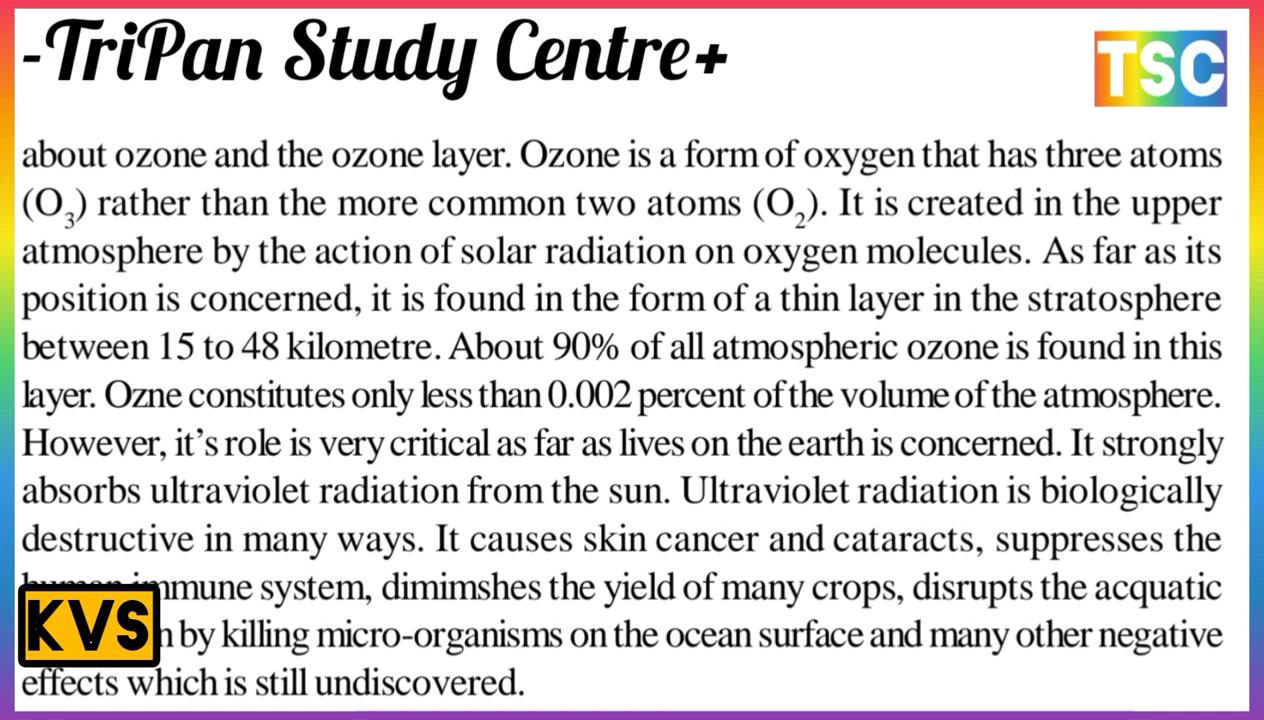 -TriPan Study Centre+
TSC
about ozone and the ozone layer. Ozone is a form of oxygen that has three atoms
(O₃) rather than the more common two atoms (O₂). It is created in the upper
atmosphere by the action of solar radiation on oxygen molecules. As far as its
position is concerned, it is found in the form of a thin layer in the stratosphere
between 15 to 48 kilometre. About 90% of all atmospheric ozone is found in this
layer. Ozne constitutes only less than 0.002 percent of the volume of the atmosphere.
However, it’s role is very critical as far as lives on the earth is concerned. It strongly
absorbs ultraviolet radiation from the sun. Ultraviolet radiation is biologically
destructive in many ways. It causes skin cancer and cataracts, suppresses the
human immune system, dimimshes the yield of many crops, disrupts the acquatic
KVS
by killing micro-organisms on the ocean surface and many other negative
effects which is still undiscovered.